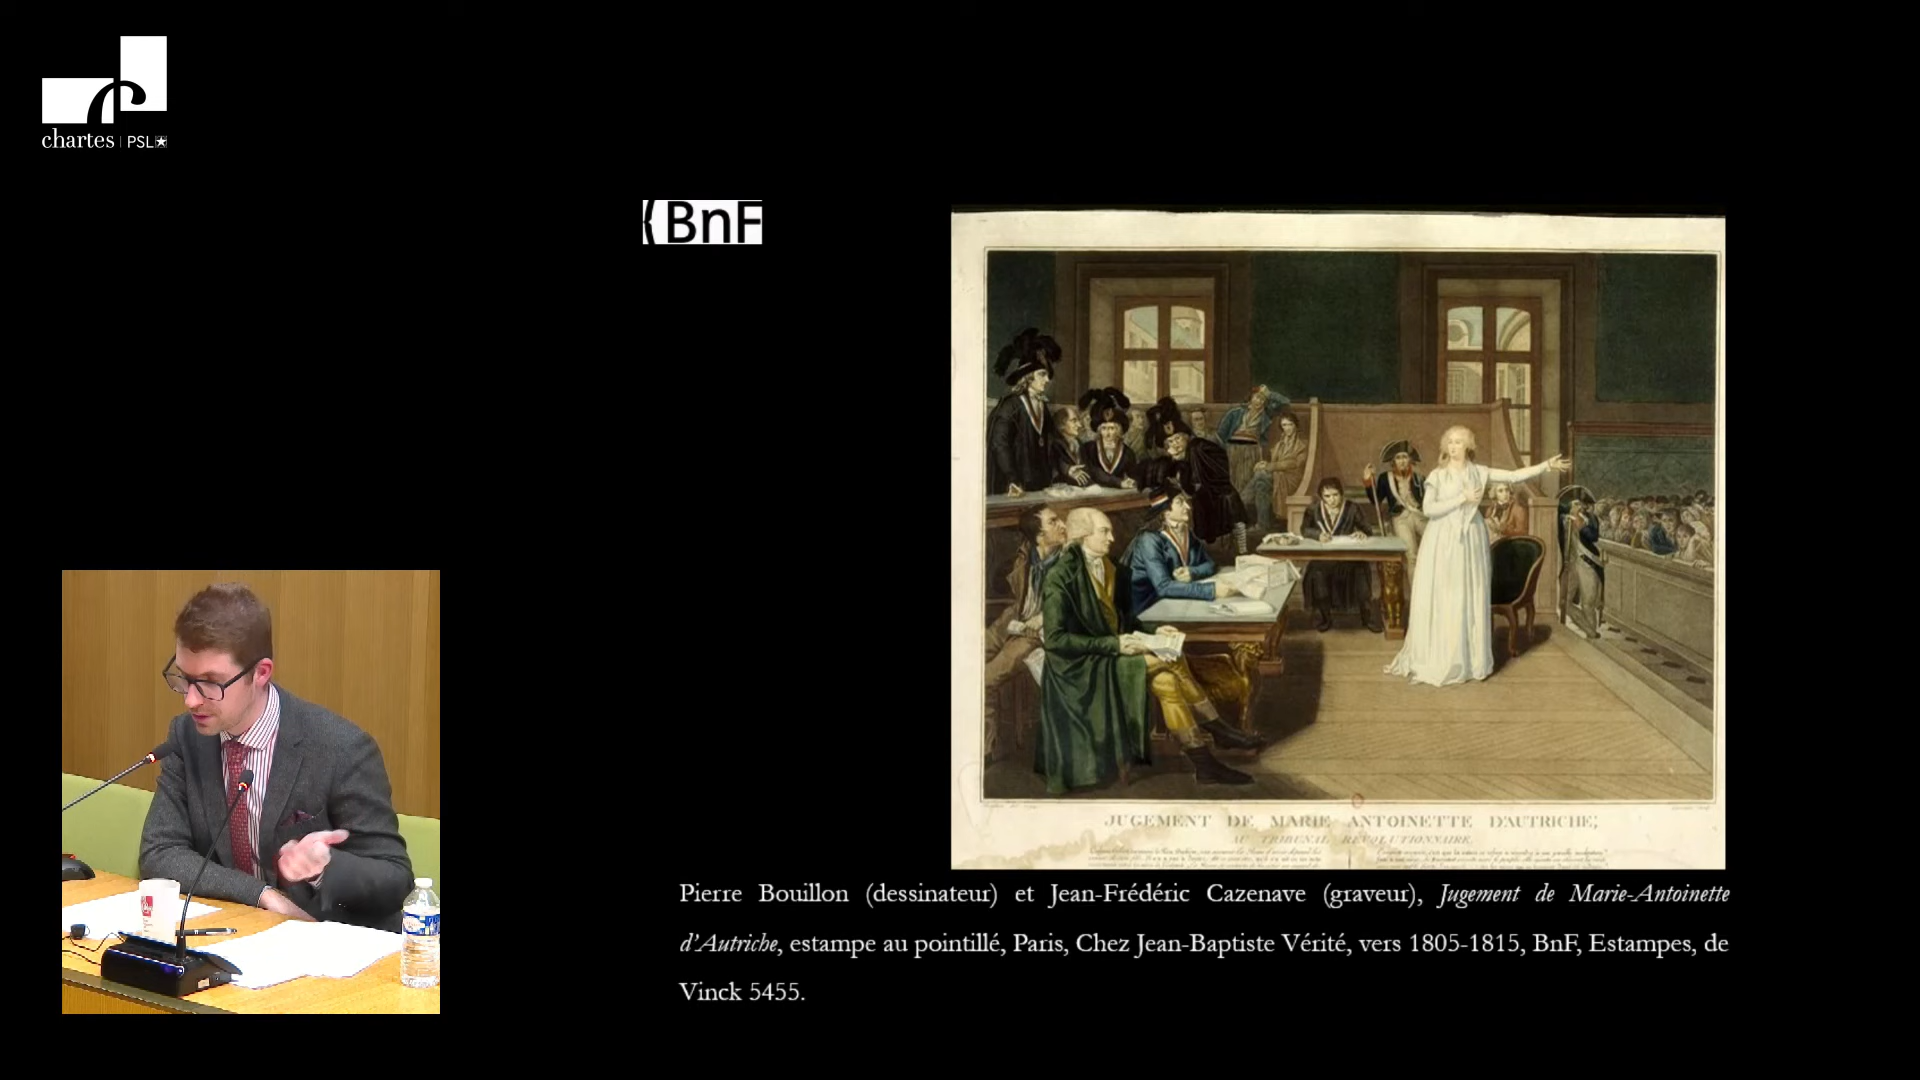 chartes | PSL★
BnF
JUGEMENT DE MARIE ANTOINETTE D'AUTRICHE;
AU TRIBUNAL RÉVOLUTIONNAIRE.
Pierre Bouillon (dessinateur) et Jean-Frédéric Cazenave (graveur), Jugement de Marie-Antoinette
d'Autriche, estampe au pointillé, Paris, Chez Jean-Baptiste Vérité, vers 1805-1815, BnF, Estampes, de
Vinck 5455.